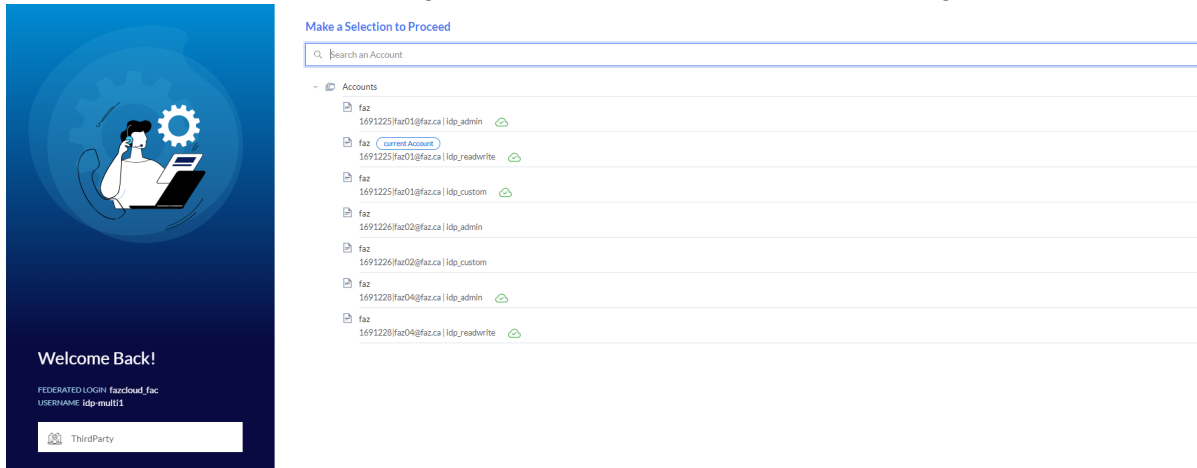 Make a Selection to Proceed
Search an Account
Accounts
faz
1691225|faz01@faz.ca | idp_admin
faz current Account
1691225|faz01@faz.ca | idp_readwrite
faz
1691225|faz01@faz.ca | idp_custom
faz
1691226|faz02@faz.ca | idp_admin
faz
1691226|faz02@faz.ca | idp_custom
faz
1691228|faz04@faz.ca | idp_admin
faz
1691228|faz04@faz.ca | idp_readwrite
Welcome Back!
FEDERATED LOGIN fazcloud_fac
USERNAME idp-multi1
ThirdParty